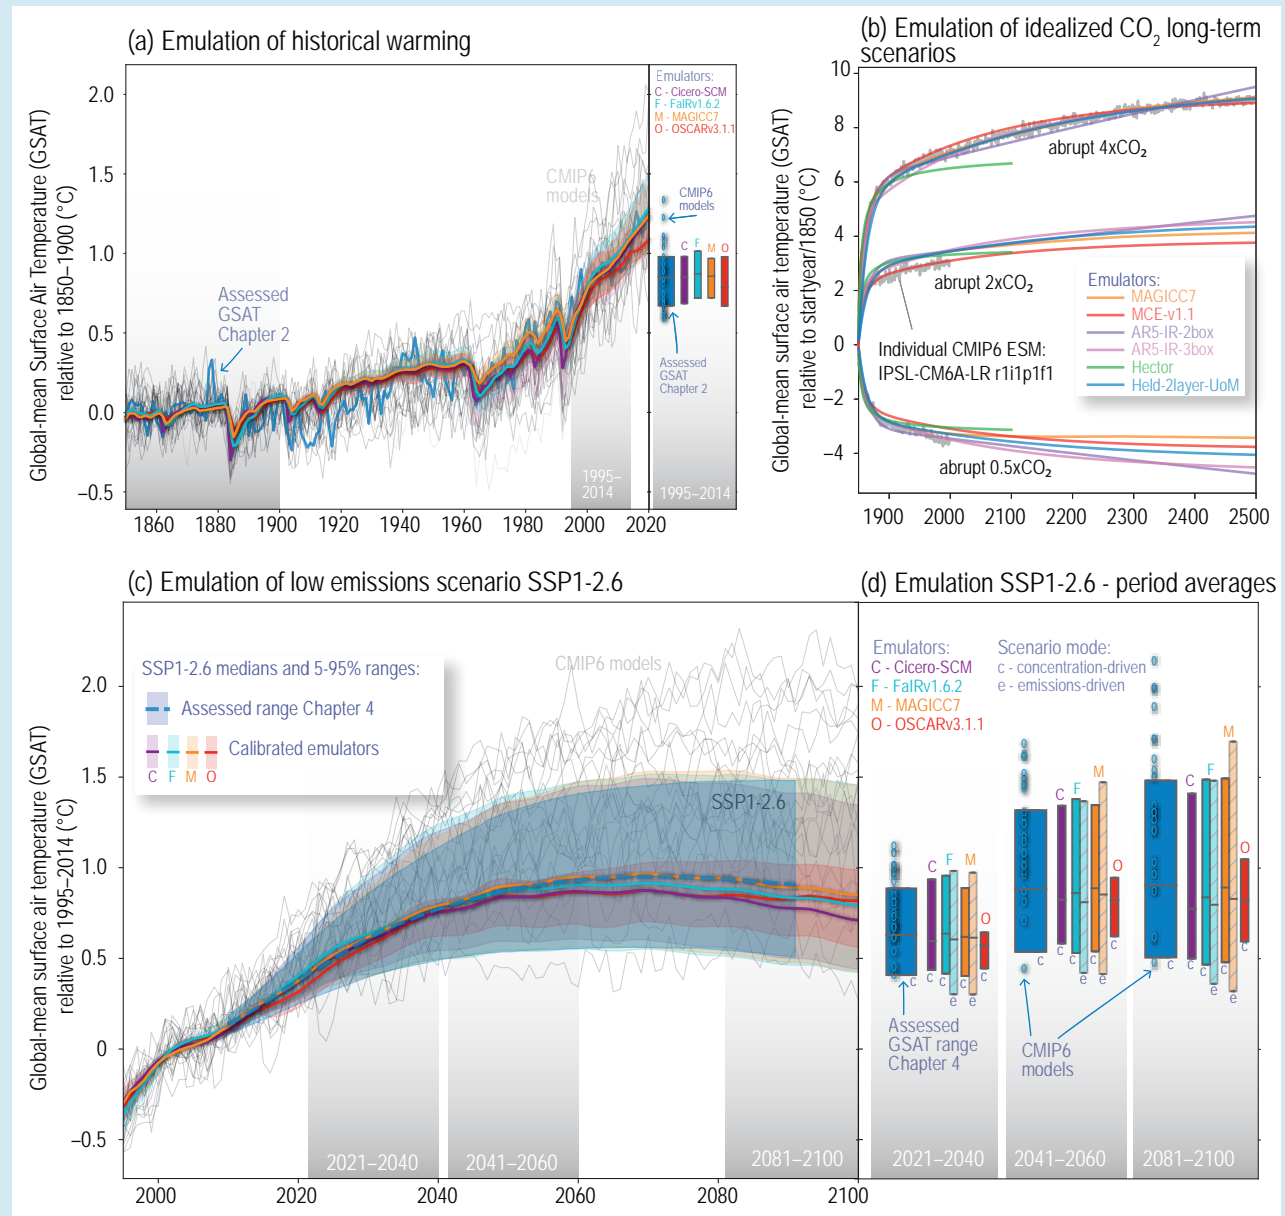 (a) Emulation of historical warming
Global-mean Surface Air Temperature (GSAT)
relative to 1850–1900 (°C)
2.0
1.5
1.0
0.5
0.0
−0.5
1860
1880
1900
1920
1940
1960
1980
2000
2020
Assessed
GSAT
Chapter 2
CMIP6
models
1995–
2014
Emulators:
C - Cicero-SCM
F - FaIRv1.6.2
M - MAGICC7
O - OSCARv3.1.1
CMIP6
models
C
F
M
O
Assessed
GSAT
Chapter 2
1995–2014
(b) Emulation of idealized CO₂ long-term
scenarios
Global-mean surface air temperature (GSAT)
relative to startyear/1850 (°C)
10
8
6
4
2
0
−2
−4
1900
2000
2100
2200
2300
2400
2500
abrupt 4xCO₂
abrupt 2xCO₂
Individual CMIP6 ESM:
IPSL-CM6A-LR r1i1p1f1
abrupt 0.5xCO₂
Emulators:
MAGICC7
MCE-v1.1
AR5-IR-2box
AR5-IR-3box
Hector
Held-2layer-UoM
(c) Emulation of low emissions scenario SSP1-2.6
Global-mean surface air temperature (GSAT)
relative to 1995–2014 (°C)
2.0
1.5
1.0
0.5
0
−0.5
2000
2020
2040
2060
2080
2100
SSP1-2.6 medians and 5-95% ranges:
Assessed range Chapter 4
Calibrated emulators
C
F
M
O
CMIP6 models
SSP1-2.6
2021–2040
2041–2060
2081–2100
(d) Emulation SSP1-2.6 - period averages
Emulators:
C - Cicero-SCM
F - FaIRv1.6.2
M - MAGICC7
O - OSCARv3.1.1
Scenario mode:
c - concentration-driven
e - emissions-driven
C
F
M
O
c
c
c
e
c
e
c
Assessed
GSAT range
Chapter 4
2021–2040
C
F
M
O
c
c
c
e
c
e
c
CMIP6
models
2041–2060
C
F
M
O
c
c
c
e
c
e
c
2081–2100